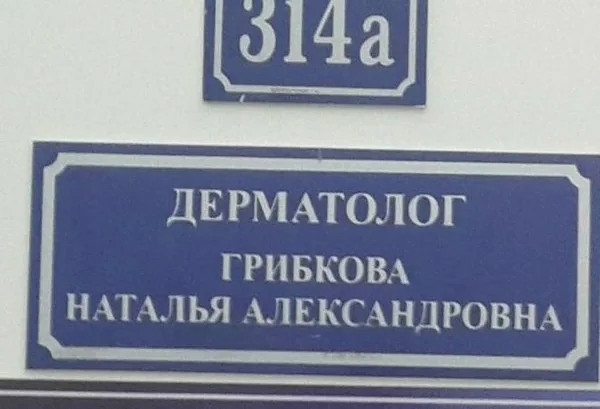 314а
ДЕРМАТОЛОГ
ГРИБКОВА
НАТАЛЬЯ АЛЕКСАНДРОВНА